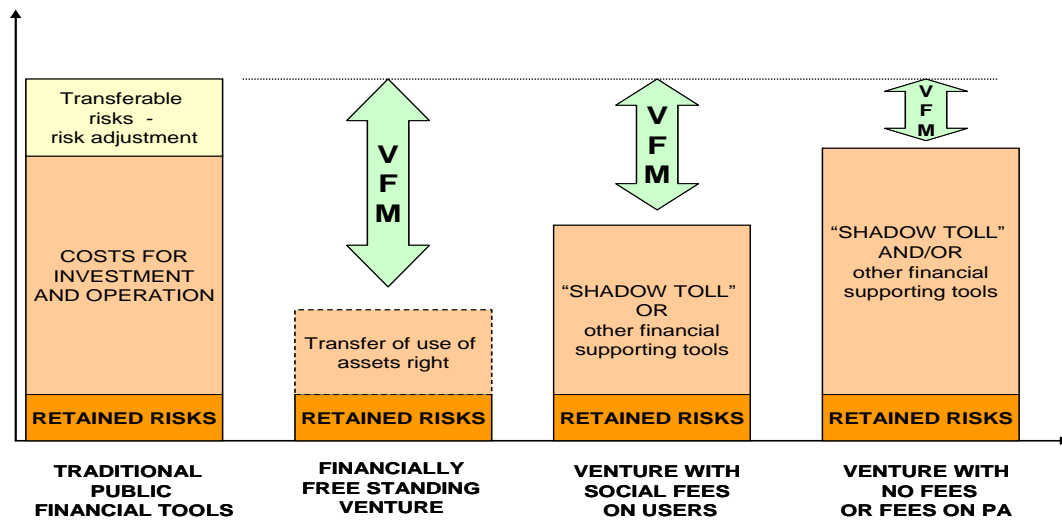 Transferable
risks  -
risk adjustment
COSTS FOR
INVESTMENT
AND OPERATION
RETAINED RISKS
TRADITIONAL
PUBLIC
FINANCIAL TOOLS
V
F
M
Transfer of use of
assets right
RETAINED RISKS
FINANCIALLY
FREE STANDING
VENTURE
V
F
M
“SHADOW TOLL”
OR
other financial
supporting tools
RETAINED RISKS
VENTURE WITH
SOCIAL FEES
ON USERS
V
F
M
“SHADOW TOLL”
AND/OR
other financial
supporting tools
RETAINED RISKS
VENTURE WITH
NO FEES
OR FEES ON PA